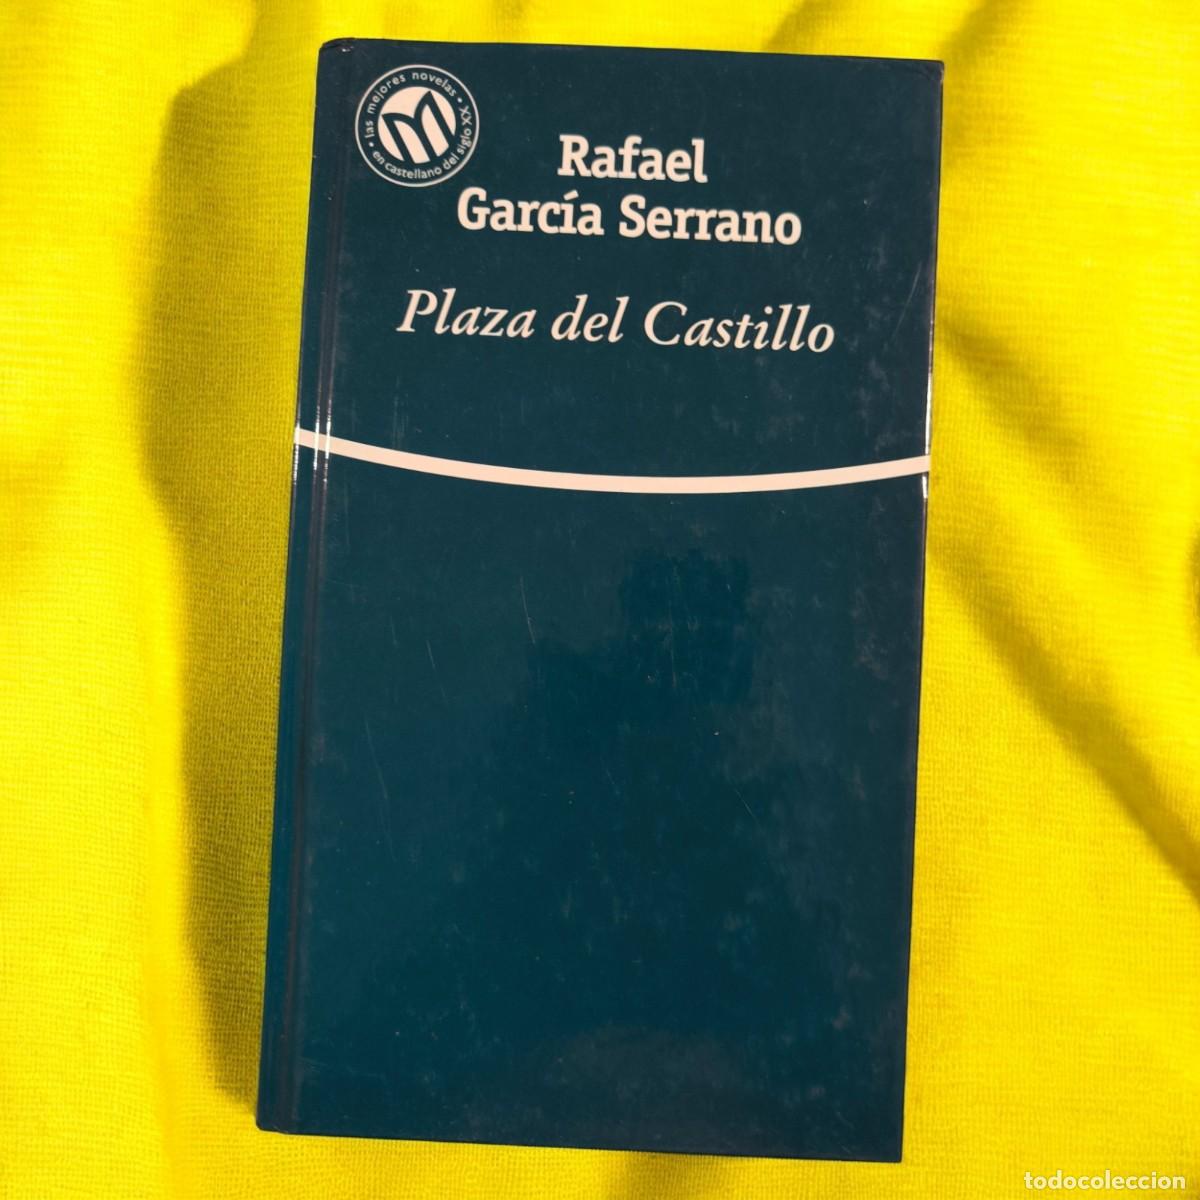 • las mejores novelas •
en castellano del siglo XX
M
Rafael
García Serrano
Plaza del Castillo
todocoleccion